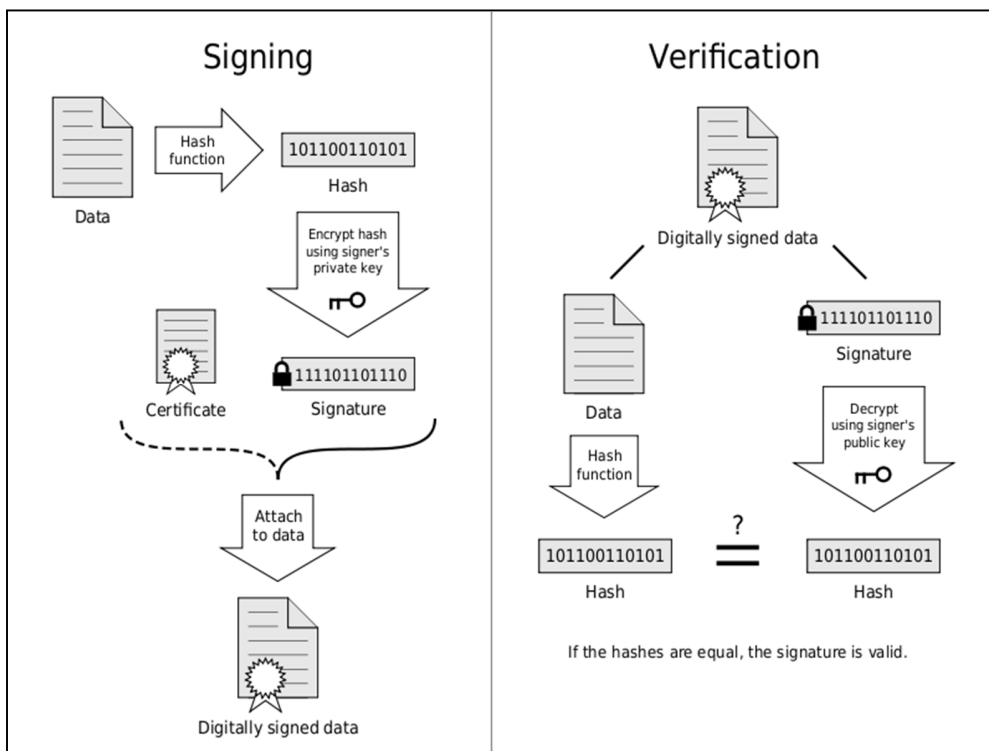 Signing
Data
Hash
function
101100110101
Hash
Encrypt hash
using signer's
private key
Certificate
111101101110
Signature
Attach
to data
Digitally signed data
Verification
Digitally signed data
Data
111101101110
Signature
Hash
function
Decrypt
using signer's
public key
101100110101
Hash
?
=
101100110101
Hash
If the hashes are equal, the signature is valid.